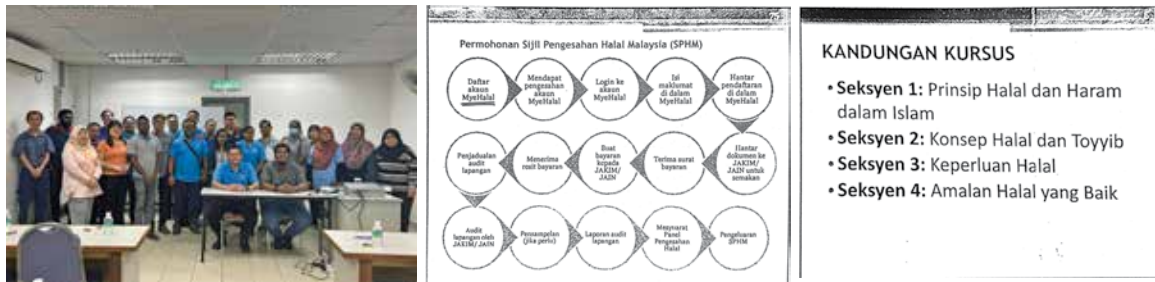 75
Permohonan Sijil Pengesahan Halal Malaysia (SPHM)
Daftar
akaun
MyeHalal
Mendapat
pengesahan
akaun
MyeHalal
Login ke
akaun
MyeHalal
Isi
maklumat
di dalam
MyeHalal
Hantar
pendaftaran
di dalam
MyeHalal
Hantar
dokumen ke
JAKIM/
JAIN untuk
semakan
Terima surat
bayaran
Buat
bayaran
kepada
JAKIM/
JAIN
Menerima
resit bayaran
Penjadualan
audit
lapangan
Audit
lapangan oleh
JAKIM/JAIN
Pensampelan
(jika perlu)
Laporan audit
lapangan
Mesyuarat
Panel
Pengesahan
Halal
Pengeluaran
SPHM
KANDUNGAN KURSUS
• Seksyen 1: Prinsip Halal dan Haram
dalam Islam
• Seksyen 2: Konsep Halal dan Toyyib
• Seksyen 3: Keperluan Halal
• Seksyen 4: Amalan Halal yang Baik